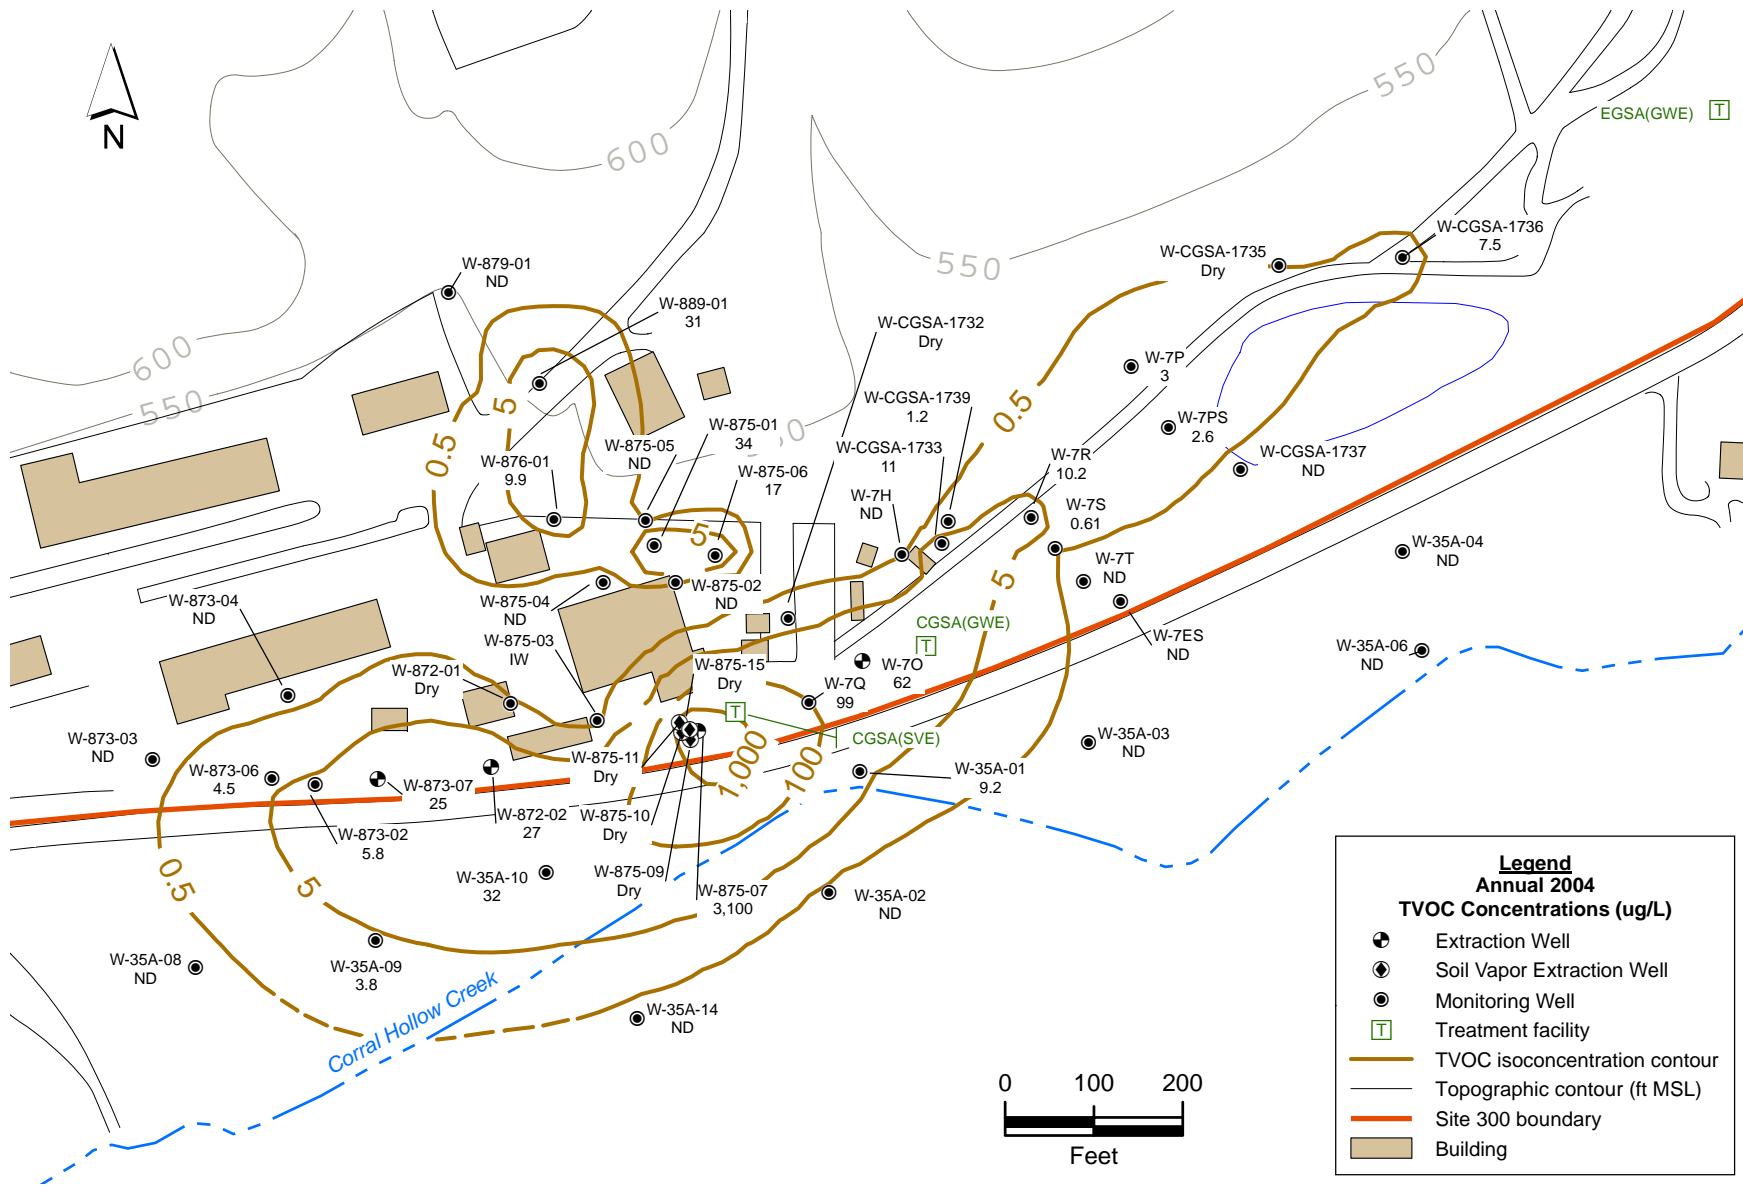 N
600
550
EGSA(GWE) T
W-CGSA-1736
7.5
W-CGSA-1735
Dry
550
W-879-01
ND
W-889-01
31
W-CGSA-1732
Dry
600
550
W-7P
3
W-CGSA-1739
1.2
0.5
5
W-7PS
2.6
W-875-01
34
W-875-05
ND
W-CGSA-1733
11
W-CGSA-1737
ND
0.5
W-876-01
9.9
W-875-06
17
W-7R
10.2
W-7H
ND
W-7S
0.61
5
W-35A-04
ND
W-7T
ND
W-873-04
ND
W-875-04
ND
W-875-02
ND
5
CGSA(GWE)
T
W-7ES
ND
W-35A-06
ND
W-875-03
IW
W-872-01
Dry
W-875-15
Dry
W-7O
62
W-7Q
99
T
CGSA(SVE)
W-35A-03
ND
W-873-03
ND
W-873-06
4.5
W-873-07
25
W-875-11
Dry
1,000
100
W-35A-01
9.2
W-872-02
27
W-875-10
Dry
W-873-02
5.8
0.5
5
W-35A-10
32
W-875-09
Dry
W-875-07
3,100
W-35A-02
ND
W-35A-08
ND
W-35A-09
3.8
W-35A-14
ND
Corral Hollow Creek
0 100 200
Feet
Legend
Annual 2004
TVOC Concentrations (ug/L)
Extraction Well
Soil Vapor Extraction Well
Monitoring Well
T Treatment facility
TVOC isoconcentration contour
Topographic contour (ft MSL)
Site 300 boundary
Building